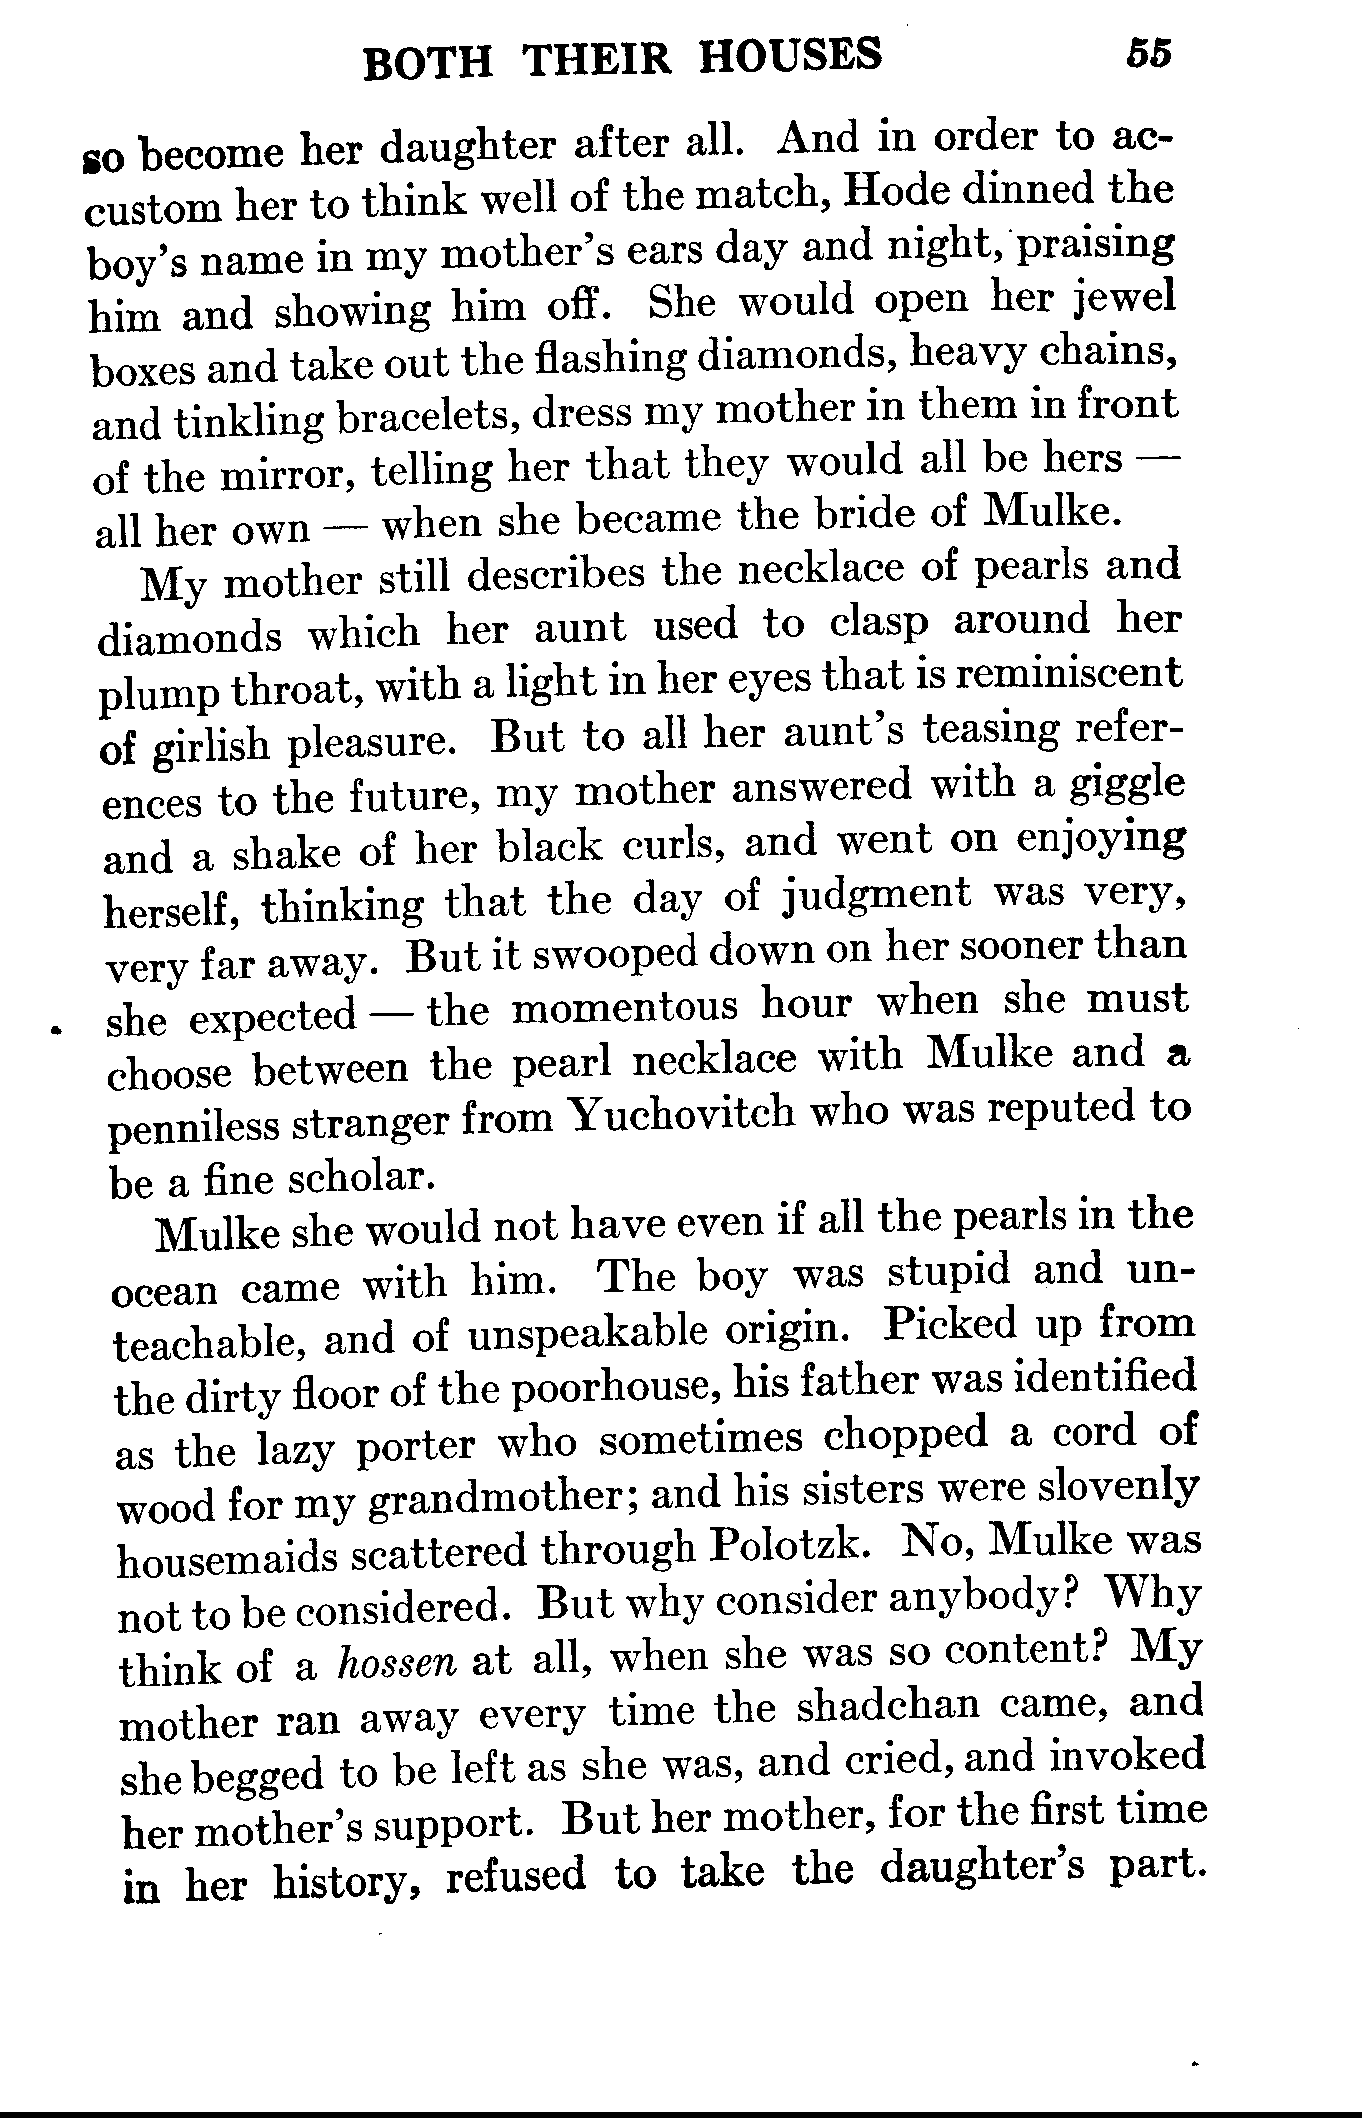 BOTH THEIR HOUSES 55
so become her daughter after all. And in order to ac-
custom her to think well of the match, Hode dinned the
boy's name in my mother's ears day and night, praising
him and showing him off. She would open her jewel
boxes and take out the flashing diamonds, heavy chains,
and tinkling bracelets, dress my mother in them in front
of the mirror, telling her that they would all be hers —
all her own — when she became the bride of Mulke.
My mother still describes the necklace of pearls and
diamonds which her aunt used to clasp around her
plump throat, with a light in her eyes that is reminiscent
of girlish pleasure. But to all her aunt's teasing refer-
ences to the future, my mother answered with a giggle
and a shake of her black curls, and went on enjoying
herself, thinking that the day of judgment was very,
very far away. But it swooped down on her sooner than
she expected — the momentous hour when she must
choose between the pearl necklace with Mulke and a
penniless stranger from Yuchovitch who was reputed to
be a fine scholar.
Mulke she would not have even if all the pearls in the
ocean came with him. The boy was stupid and un-
teachable, and of unspeakable origin. Picked up from
the dirty floor of the poorhouse, his father was identified
as the lazy porter who sometimes chopped a cord of
wood for my grandmother; and his sisters were slovenly
housemaids scattered through Polotzk. No, Mulke was
not to be considered. But why consider anybody? Why
think of a hossen at all, when she was so content? My
mother ran away every time the shadchan came, and
she begged to be left as she was, and cried, and invoked
her mother's support. But her mother, for the first time
in her history, refused to take the daughter's part.